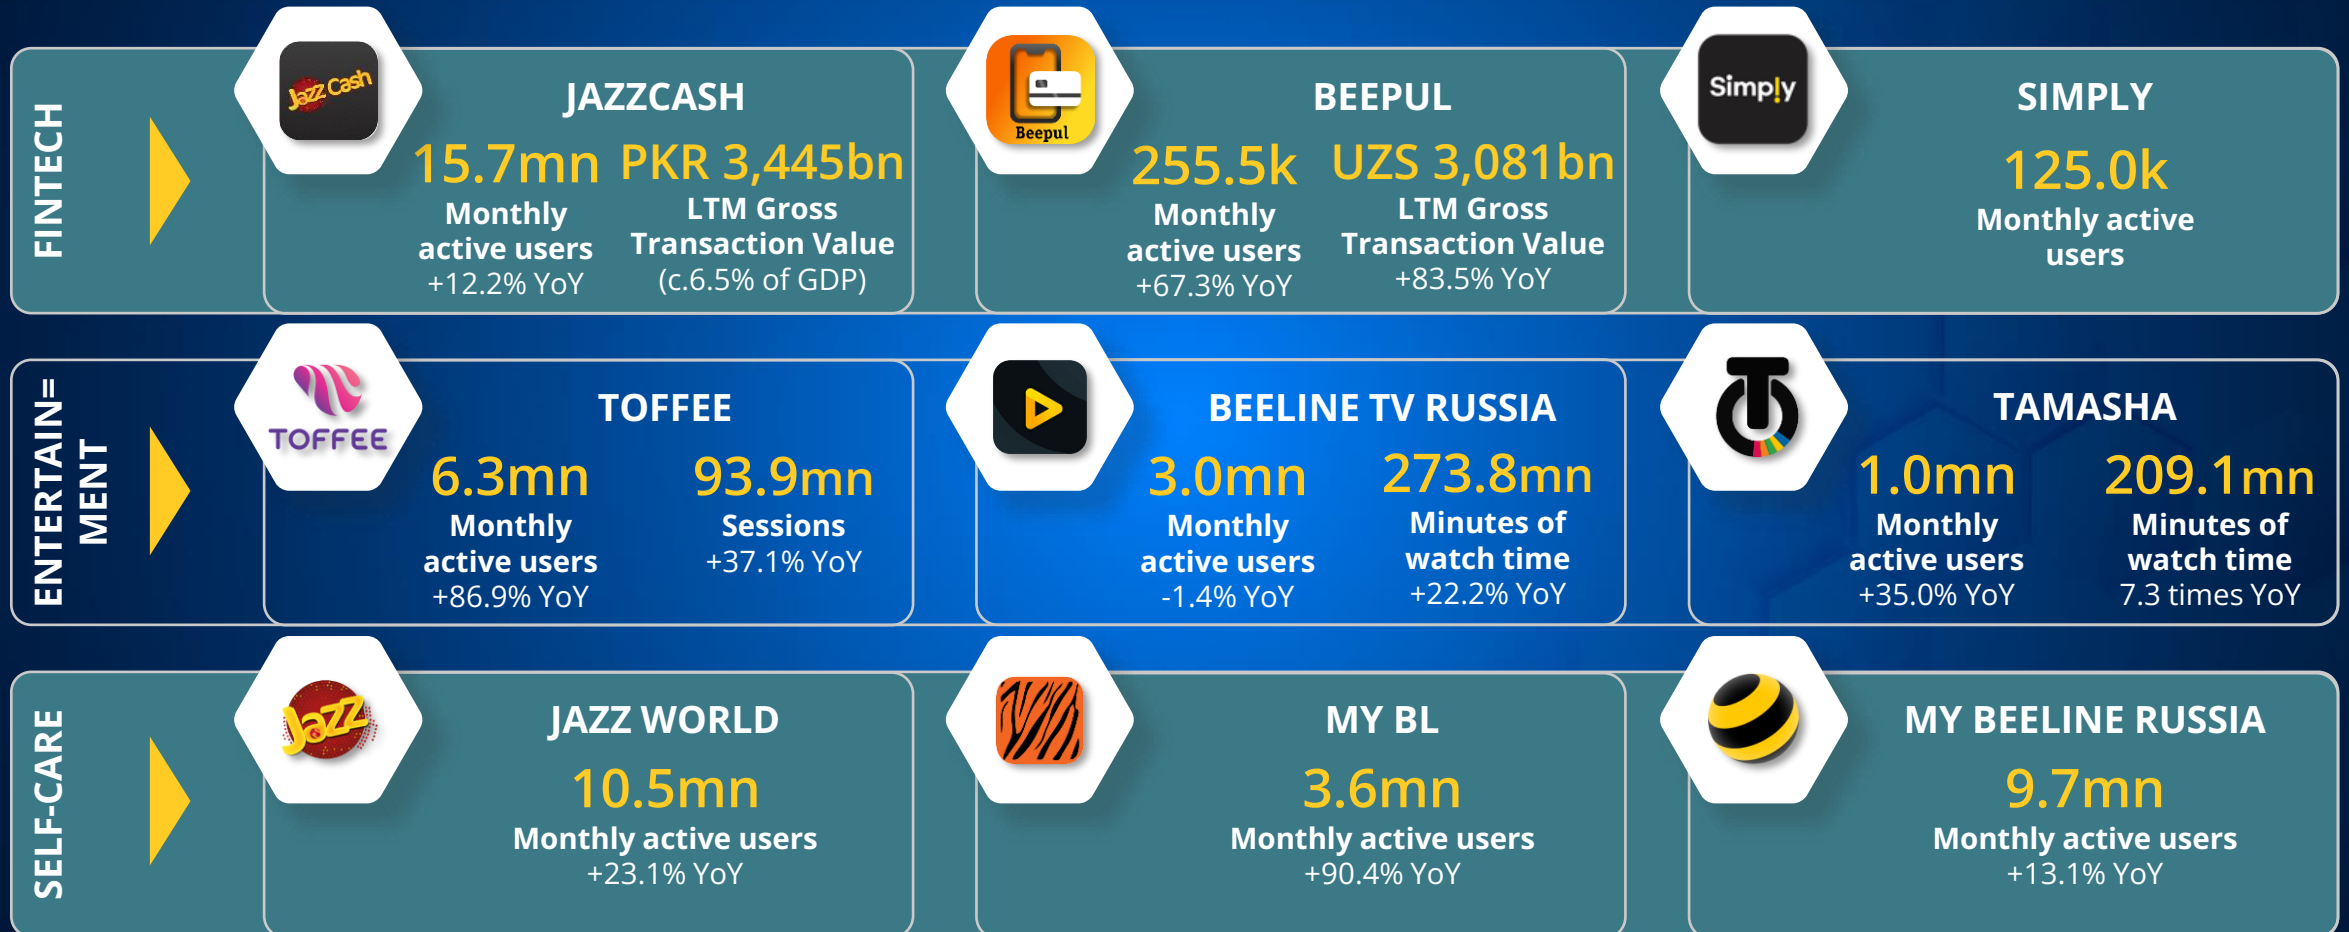 FINTECH
Jazz Cash
JAZZCASH
15.7mn
Monthly
active users
+12.2% YoY
PKR 3,445bn
LTM Gross
Transaction Value
(c.6.5% of GDP)
Beepul
BEEPUL
255.5k
Monthly
active users
+67.3% YoY
UZS 3,081bn
LTM Gross
Transaction Value
+83.5% YoY
Simply
SIMPLY
125.0k
Monthly active
users
ENTERTAIN=
MENT
TOFFEE
TOFFEE
6.3mn
Monthly
active users
+86.9% YoY
93.9mn
Sessions
+37.1% YoY
BEELINE TV RUSSIA
3.0mn
Monthly
active users
-1.4% YoY
273.8mn
Minutes of
watch time
+22.2% YoY
TAMASHA
1.0mn
Monthly
active users
+35.0% YoY
209.1mn
Minutes of
watch time
7.3 times YoY
SELF-CARE
Jazz
JAZZ WORLD
10.5mn
Monthly active users
+23.1% YoY
MY BL
3.6mn
Monthly active users
+90.4% YoY
MY BEELINE RUSSIA
9.7mn
Monthly active users
+13.1% YoY